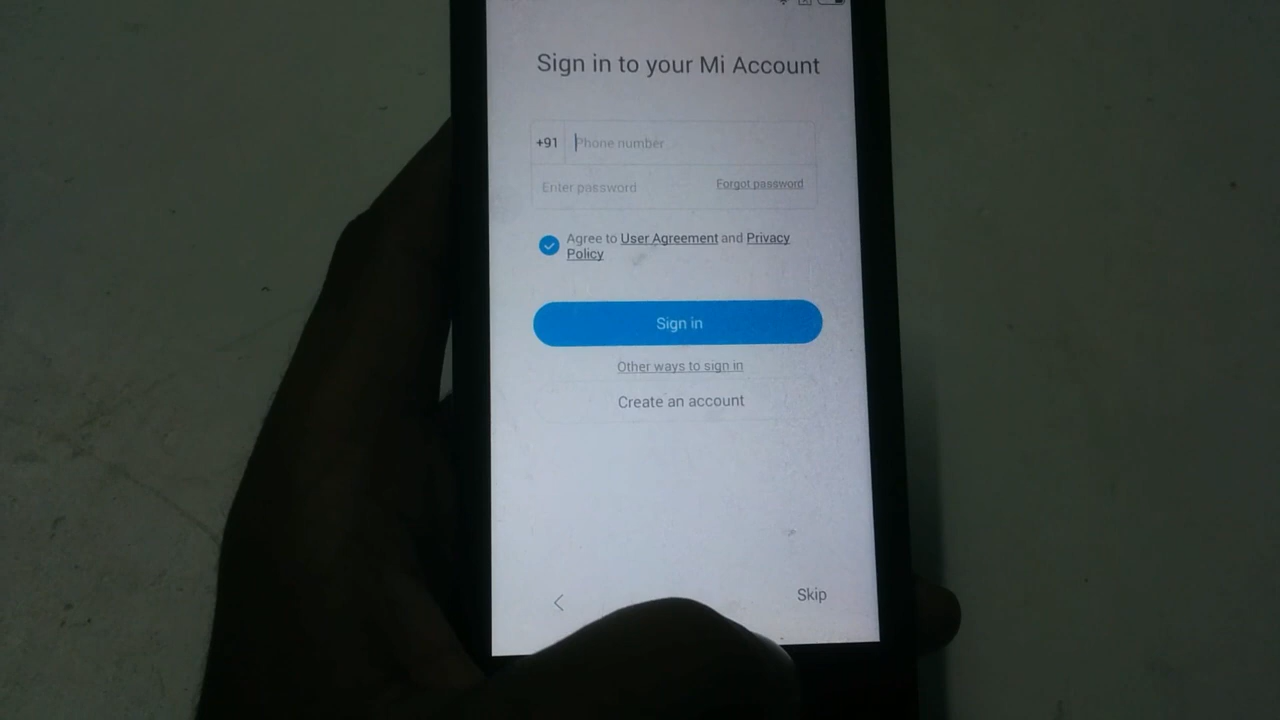 Sign in to your Mi Account
+91 Phone number
Enter password Forgot password
Agree to User Agreement and Privacy
Policy
Sign in
Other ways to sign in
Create an account
Skip